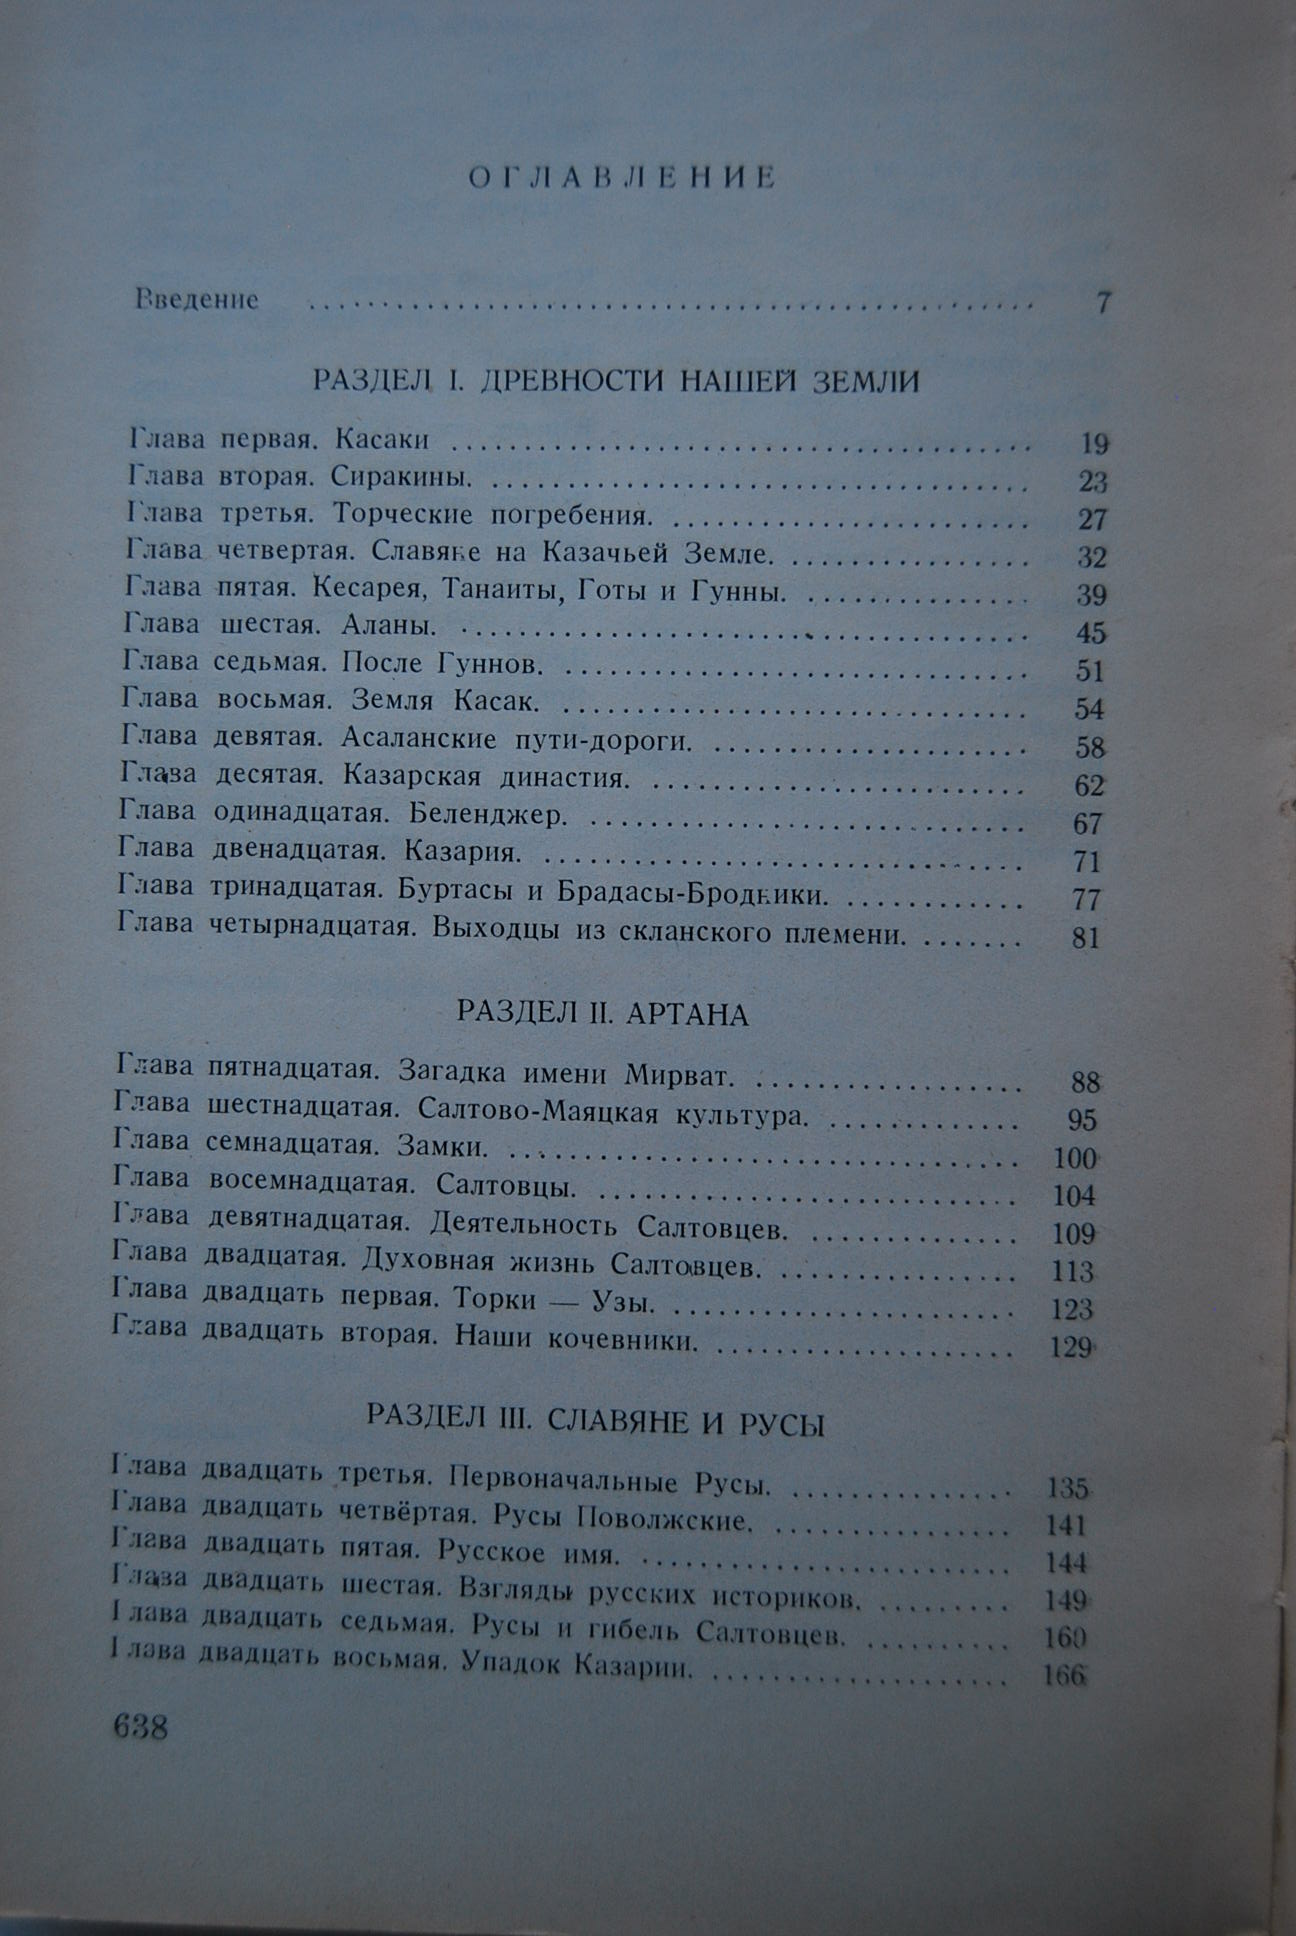 ОГЛАВЛЕНИЕ
Введение 7
РАЗДЕЛ I. ДРЕВНОСТИ НАШЕЙ ЗЕМЛИ
Глава первая. Касаки 19
Глава вторая. Сиракины. 23
Глава третья. Торческие погребения. 27
Глава четвертая. Славяне на Казачьей Земле. 32
Глава пятая. Кесарея, Танаиты, Готы и Гунны. 39
Глава шестая. Аланы. 45
Глава седьмая. После Гуннов. 51
Глава восьмая. Земля Касак. 54
Глава девятая. Асаланские пути-дороги. 58
Глава десятая. Казарская династия. 62
Глава одинадцатая. Беленджер. 67
Глава двенадцатая. Казария. 71
Глава тринадцатая. Буртасы и Брадасы-Бродники. 77
Глава четырнадцатая. Выходцы из скланского племени. 81
РАЗДЕЛ II. АРТАНА
Глава пятнадцатая. Загадка имени Мирват. 88
Глава шестнадцатая. Салтово-Маяцкая культура. 95
Глава семнадцатая. Замки. 100
Глава восемнадцатая. Салтовцы. 104
Глава девятнадцатая. Деятельность Салтовцев. 109
Глава двадцатая. Духовная жизнь Салтовцев. 113
Глава двадцать первая. Торки — Узы. 123
Глава двадцать вторая. Наши кочевники. 129
РАЗДЕЛ III. СЛАВЯНЕ И РУСЫ
Глава двадцать третья. Первоначальные Русы. 135
Глава двадцать четвёртая. Русы Поволжские. 141
Глава двадцать пятая. Русское имя. 144
Глава двадцать шестая. Взгляды русских историков. 149
Глава двадцать седьмая. Русы и гибель Салтовцев. 160
Глава двадцать восьмая. Упадок Казарии. 166
638